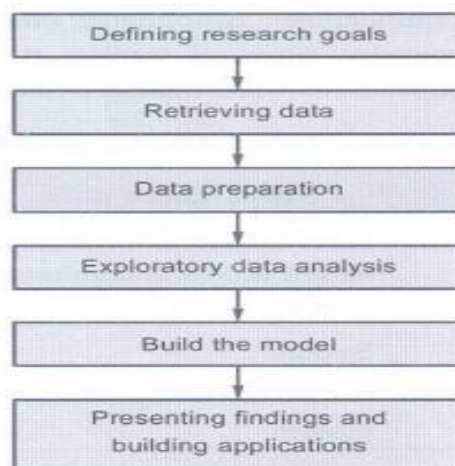 Defining research goals
Retrieving data
Data preparation
Exploratory data analysis
Build the model
Presenting findings and
building applications